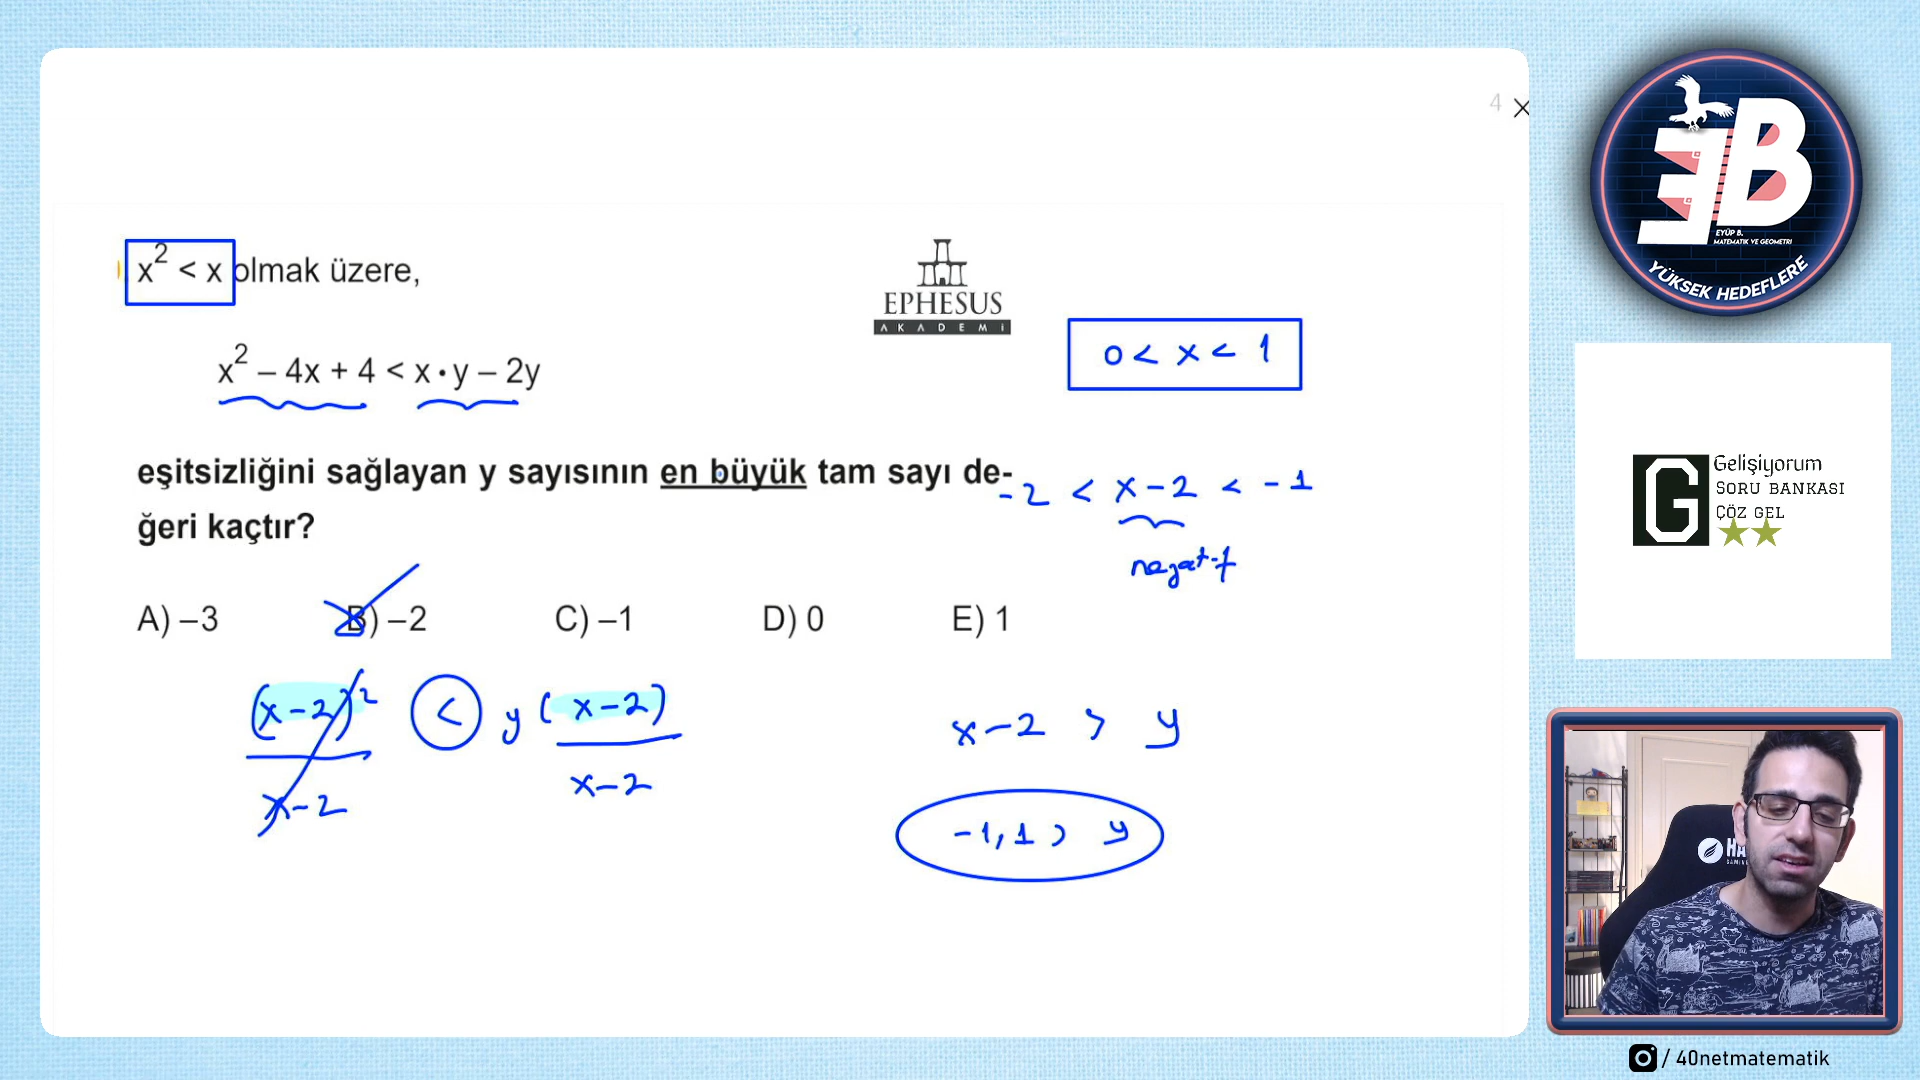 4 ×
x² < x olmak üzere,
x² – 4x + 4 < x • y – 2y
eşitsizliğini sağlayan y sayısının en büyük tam sayı de-
ğeri kaçtır?
A) –3 B) –2 C) –1 D) 0 E) 1
EPHESUS
AKADEMİ
0 < x < 1
-2 < x-2 < -1
negatif
(x-2)² < y(x-2)
x-2 x-2
x-2 > y
-1,1 > y
EB
EYÜP B.
MATEMATİK VE GEOMETRİ
YÜKSEK HEDEFLERE
G
Gelişiyorum
SORU BANKASI
ÇÖZ GEL
HA
/ 40netmatematik